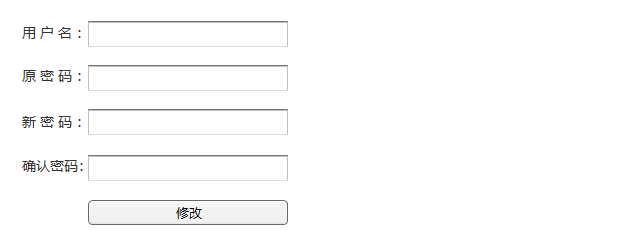 用 户 名 ：
原 密 码 ：
新 密 码 ：
确认密码：
修改